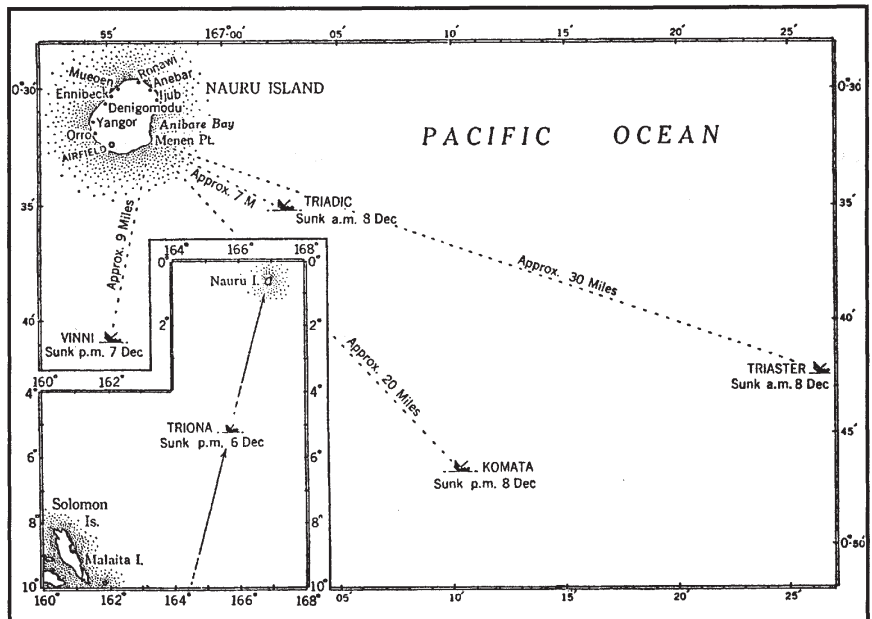 55′ 167°00′ 05′ 10′ 15′ 20′ 25′
0°30′
0°30′
Ronawi
Mueoen
Anebar
Ennibeck
Ijub
NAURU ISLAND
Denigomodu
Yangor
Anibare Bay
Orro
Menen Pt.
AIRFIELD
PACIFIC OCEAN
Approx. 7 M
TRIADIC
Sunk a.m. 8 Dec
35′
35′
Approx. 9 Miles
Approx. 30 Miles
164° 166° 168°
0°
0°
Nauru I.
40′
2°
2°
40′
VINNI
Sunk p.m. 7 Dec
160° 162°
Approx. 20 Miles
TRIASTER
Sunk a.m. 8 Dec
4°
4°
TRIONA
Sunk p.m. 6 Dec
45′
6°
6°
KOMATA
Sunk p.m. 8 Dec
Solomon
Is.
8°
8°
0°50′
Malaita I.
10°
10°
160° 162° 164° 166° 168° 05′ 10′ 15′ 20′ 25′